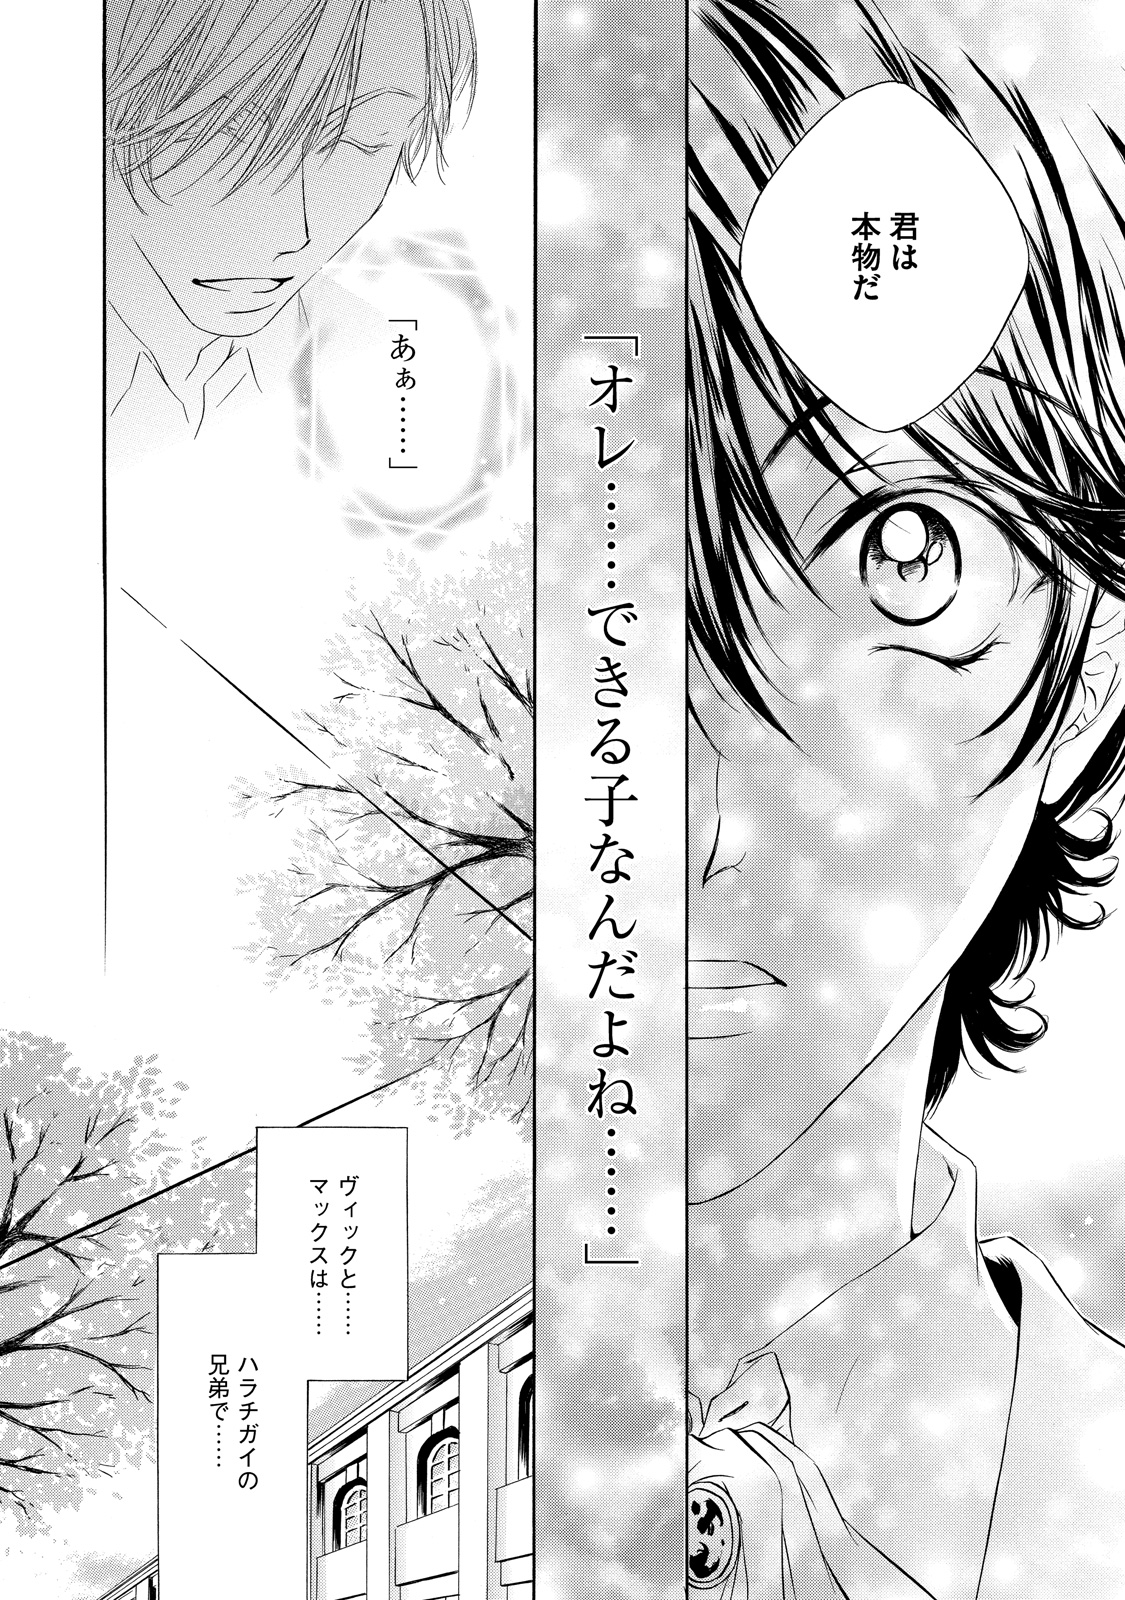 君は
本物だ
「オレ……できる子なんだよね……」
「あぁ……」
ヴィックと……
マックスは……
ハラチガイの
兄弟で……